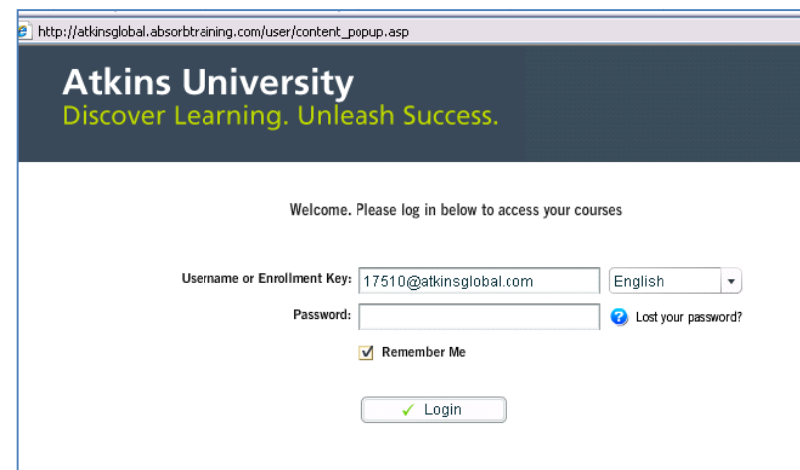 http://atkinsglobal.absorbtraining.com/user/content_popup.asp
Atkins University
Discover Learning. Unleash Success.
Welcome. Please log in below to access your courses
Username or Enrollment Key: 17510@atkinsglobal.com English
Password: Lost your password?
Remember Me
Login